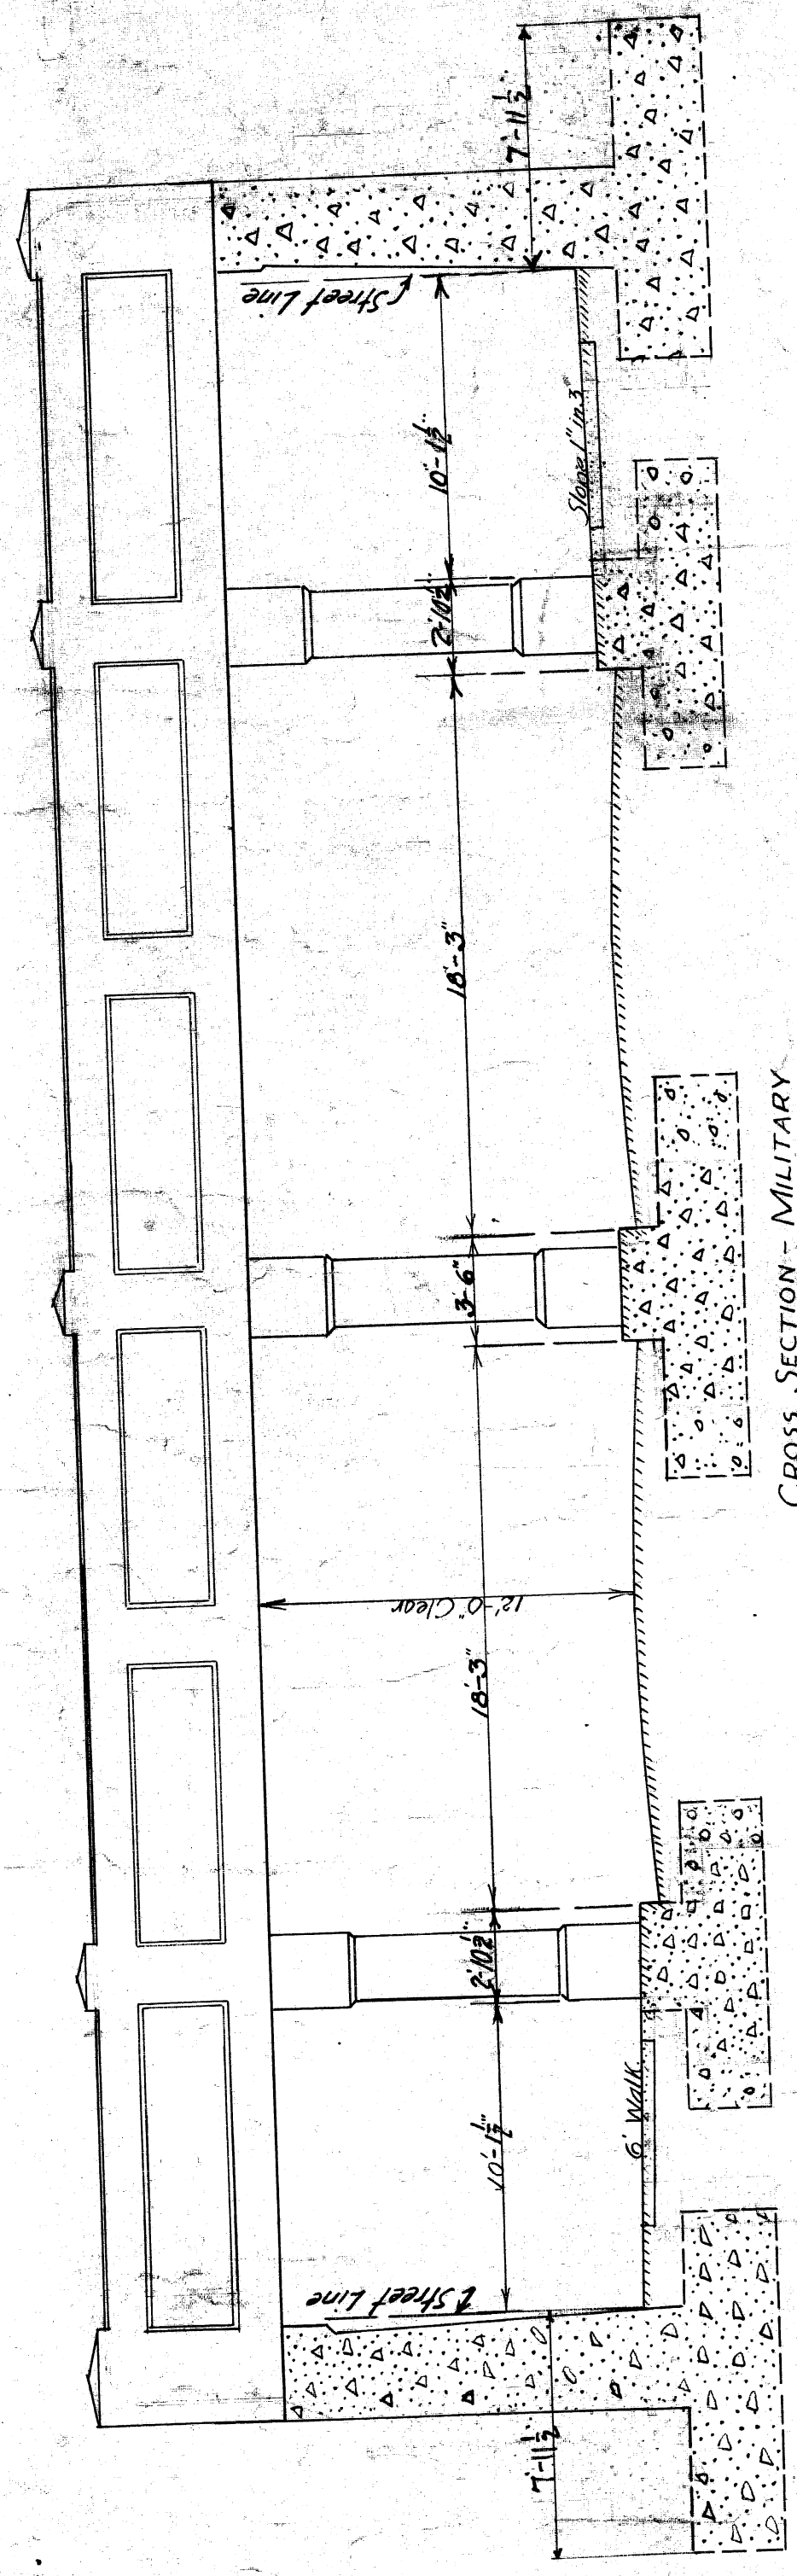 7'-11½"
Street Line
10'-1½"
6' Walk
2'-10½"
18'-3"
12'-0" Clear
3'-6"
18'-3"
2'-10½"
10'-1½"
Slope 1" in 3'
Street Line
7'-11½"
CROSS SECTION - MILITARY